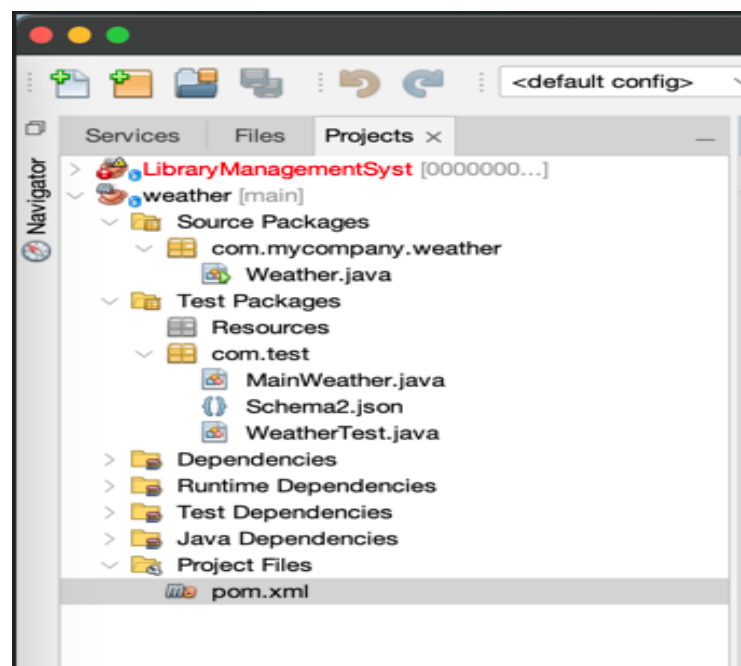 <default config>
Services Files Projects ×
Navigator
LibraryManagementSyst [0000000...]
weather [main]
Source Packages
com.mycompany.weather
Weather.java
Test Packages
Resources
com.test
MainWeather.java
Schema2.json
WeatherTest.java
Dependencies
Runtime Dependencies
Test Dependencies
Java Dependencies
Project Files
pom.xml